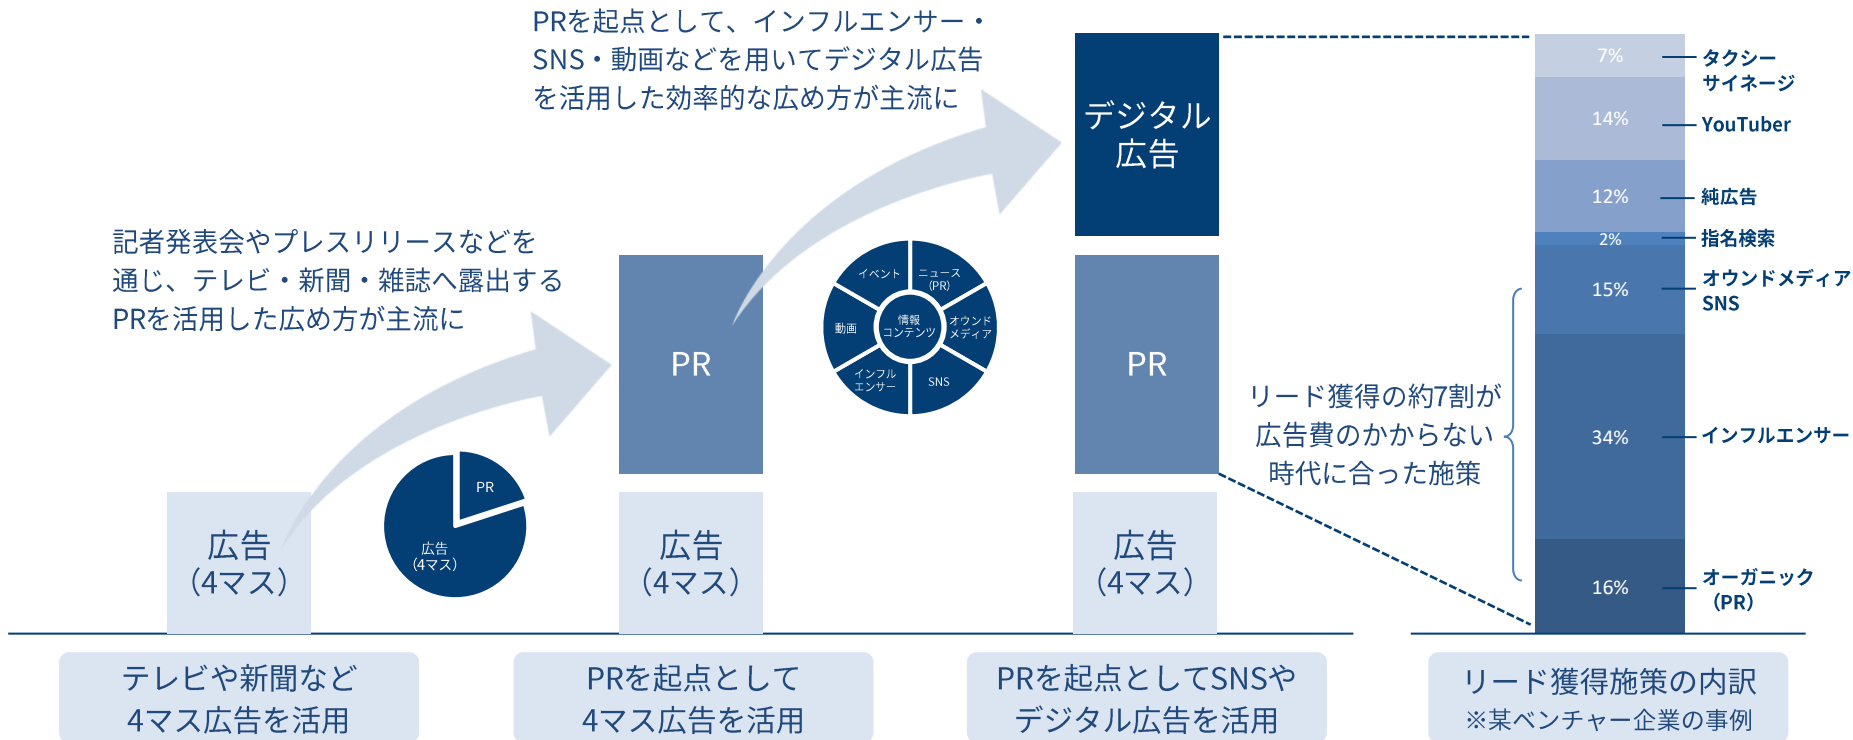 PRを起点として、インフルエンサー・
SNS・動画などを用いてデジタル広告
を活用した効率的な広め方が主流に
記者発表会やプレスリリースなどを
通じ、テレビ・新聞・雑誌へ露出する
PRを活用した広め方が主流に
広告
（4マス）
PR
広告
（4マス）
PR
広告
（4マス）
イベント
ニュース
（PR）
動画
情報
コンテンツ
オウンド
メディア
インフル
エンサー
SNS
デジタル
広告
PR
広告
（4マス）
リード獲得の約7割が
広告費のかからない
時代に合った施策
7%
タクシー
サイネージ
14%
YouTuber
12%
純広告
2%
指名検索
15%
オウンドメディア
SNS
34%
インフルエンサー
16%
オーガニック
（PR）
テレビや新聞など
4マス広告を活用
PRを起点として
4マス広告を活用
PRを起点としてSNSや
デジタル広告を活用
リード獲得施策の内訳
※某ベンチャー企業の事例